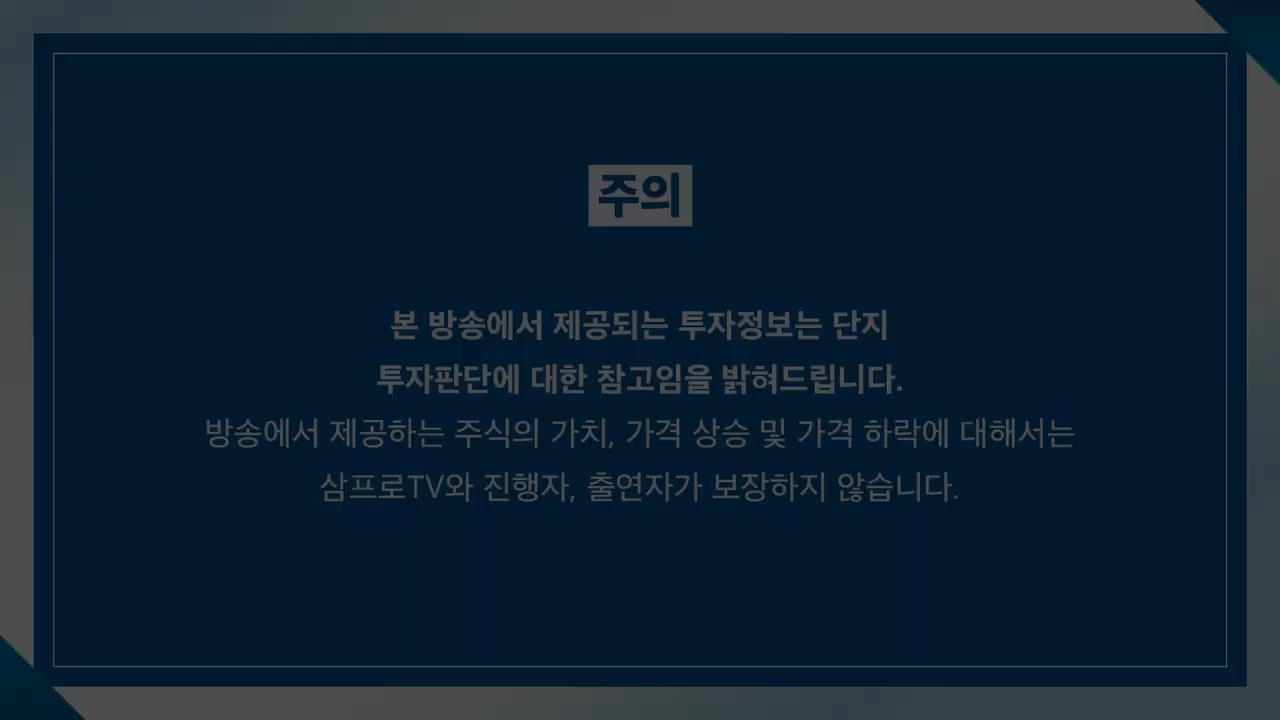 주의
본 방송에서 제공되는 투자정보는 단지
투자판단에 대한 참고임을 밝혀드립니다.
방송에서 제공하는 주식의 가치, 가격 상승 및 가격 하락에 대해서는
삼프로TV와 진행자, 출연자가 보장하지 않습니다.